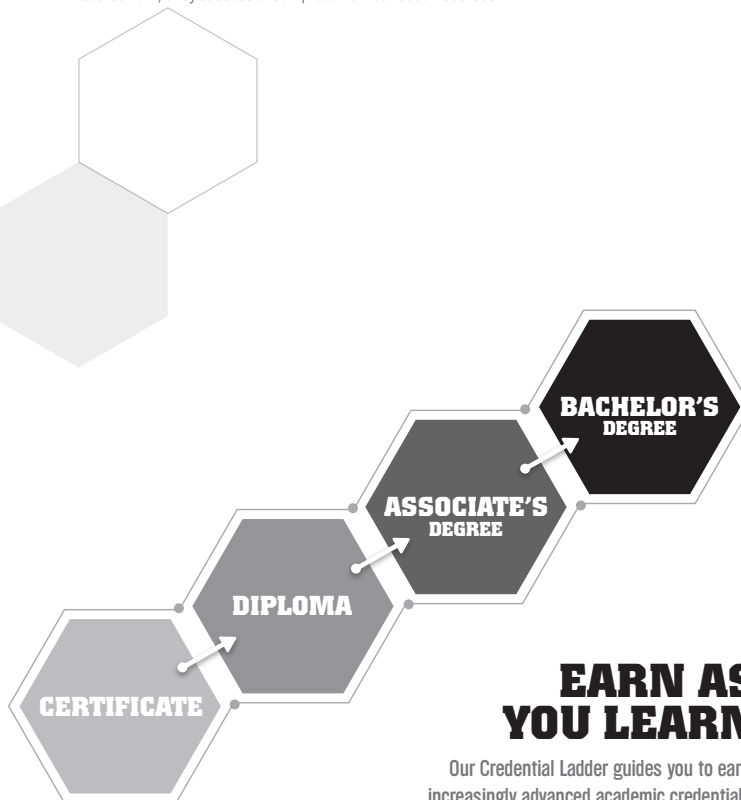 BACHELOR'S
DEGREE
ASSOCIATE'S
DEGREE
DIPLOMA
CERTIFICATE
EARN AS
YOU LEARN
Our Credential Ladder guides you to ear
increasingly advanced academic credential